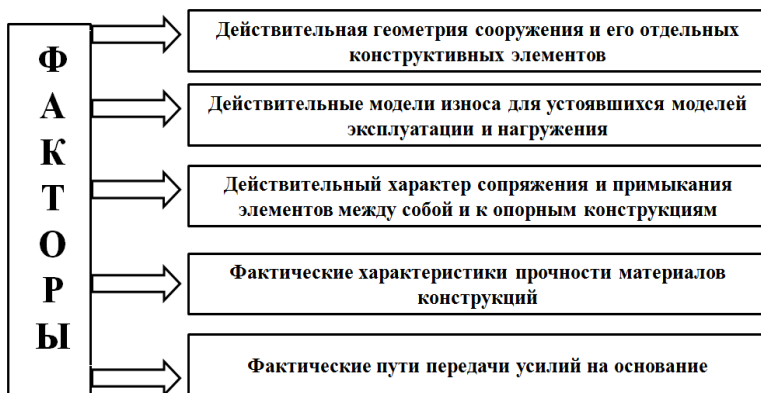 ФАКТОРЫ
Действительная геометрия сооружения и его отдельных
конструктивных элементов
Действительные модели износа для устоявшихся моделей
эксплуатации и нагружения
Действительный характер сопряжения и примыкания
элементов между собой и к опорным конструкциям
Фактические характеристики прочности материалов
конструкций
Фактические пути передачи усилий на основание